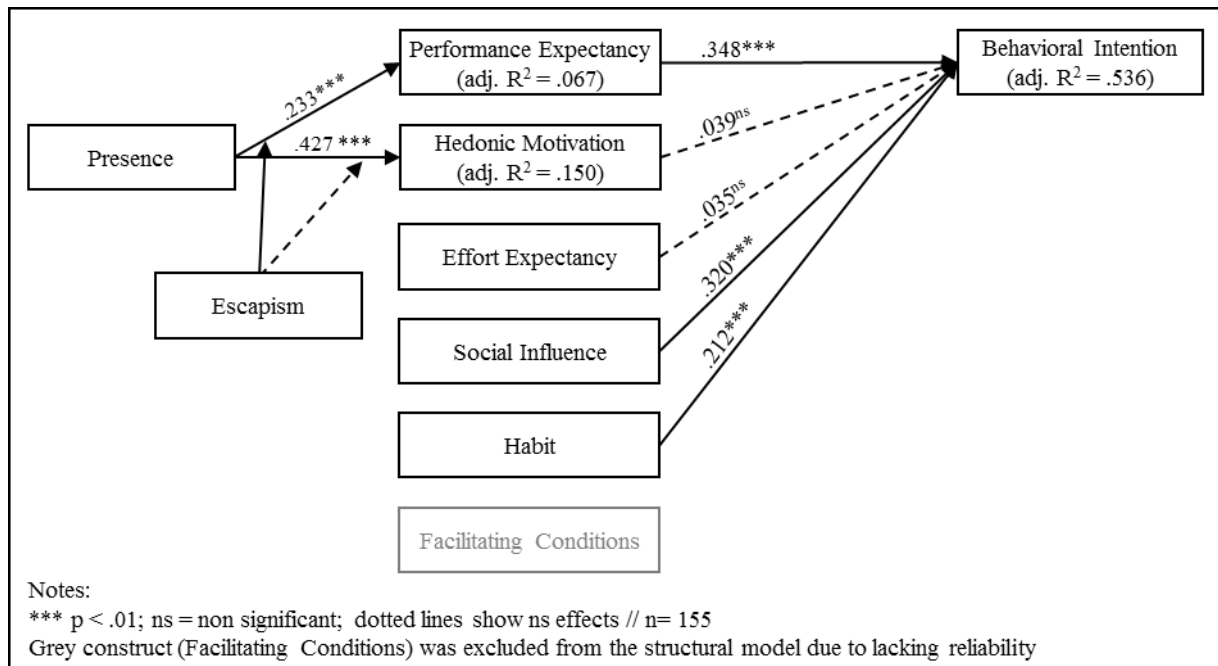 Performance Expectancy
(adj. R² = .067)
.348***
Behavioral Intention
(adj. R² = .536)
.233***
.427 ***
Presence
Hedonic Motivation
(adj. R² = .150)
.039ns
.035ns
Effort Expectancy
Escapism
.320***
Social Influence
.212***
Habit
Facilitating Conditions
Notes:
*** p < .01; ns = non significant; dotted lines show ns effects // n= 155
Grey construct (Facilitating Conditions) was excluded from the structural model due to lacking reliability